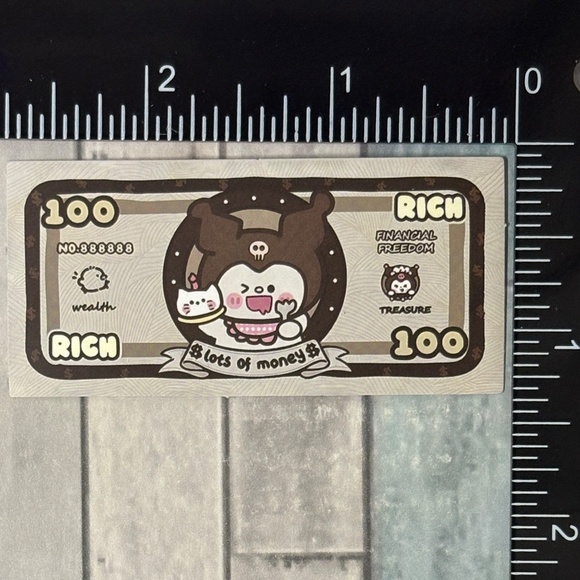 2 1 0
100 RICH
NO.888888
FINANCIAL
FREEDOM
wealth
TREASURE
RICH 100
$ lots of money $
1
2